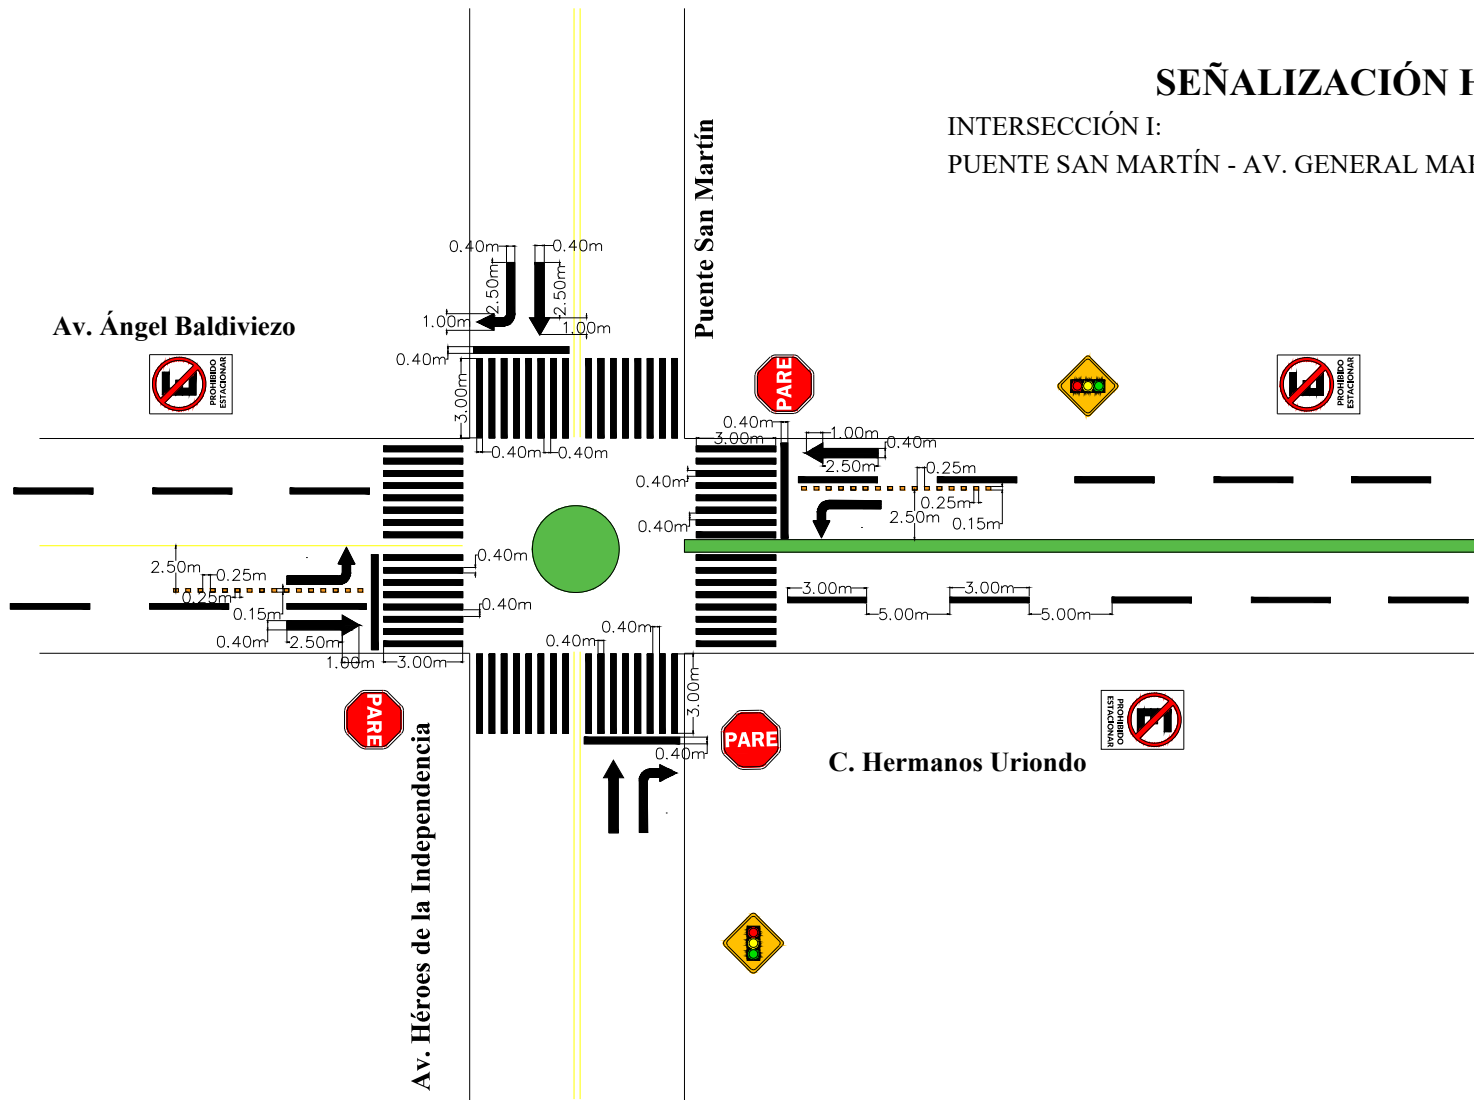 SEÑALIZACIÓN
INTERSECCIÓN I:
PUENTE SAN MARTÍN - AV. GENERAL
Puente San Martín
0.40m
0.40m
2.50m
2.50m
1.00m
1.00m
0.40m
3.00m
Av. Ángel Baldiviezo
PROHIBIDO
ESTACIONAR
PARE
PROHIBIDO
ESTACIONAR
0.40m
0.40m
0.40m
3.00m
1.00m
0.40m
2.50m
0.25m
0.40m
0.25m
2.50m
0.15m
0.40m
2.50m
0.25m
0.25m
0.15m
0.40m
2.50m
1.00m
3.00m
0.40m
0.40m
3.00m
3.00m
5.00m
5.00m
0.40m
0.40m
3.00m
0.40m
PARE
PARE
PROHIBIDO
ESTACIONAR
C. Hermanos Uriondo
Av. Héroes de la Independencia